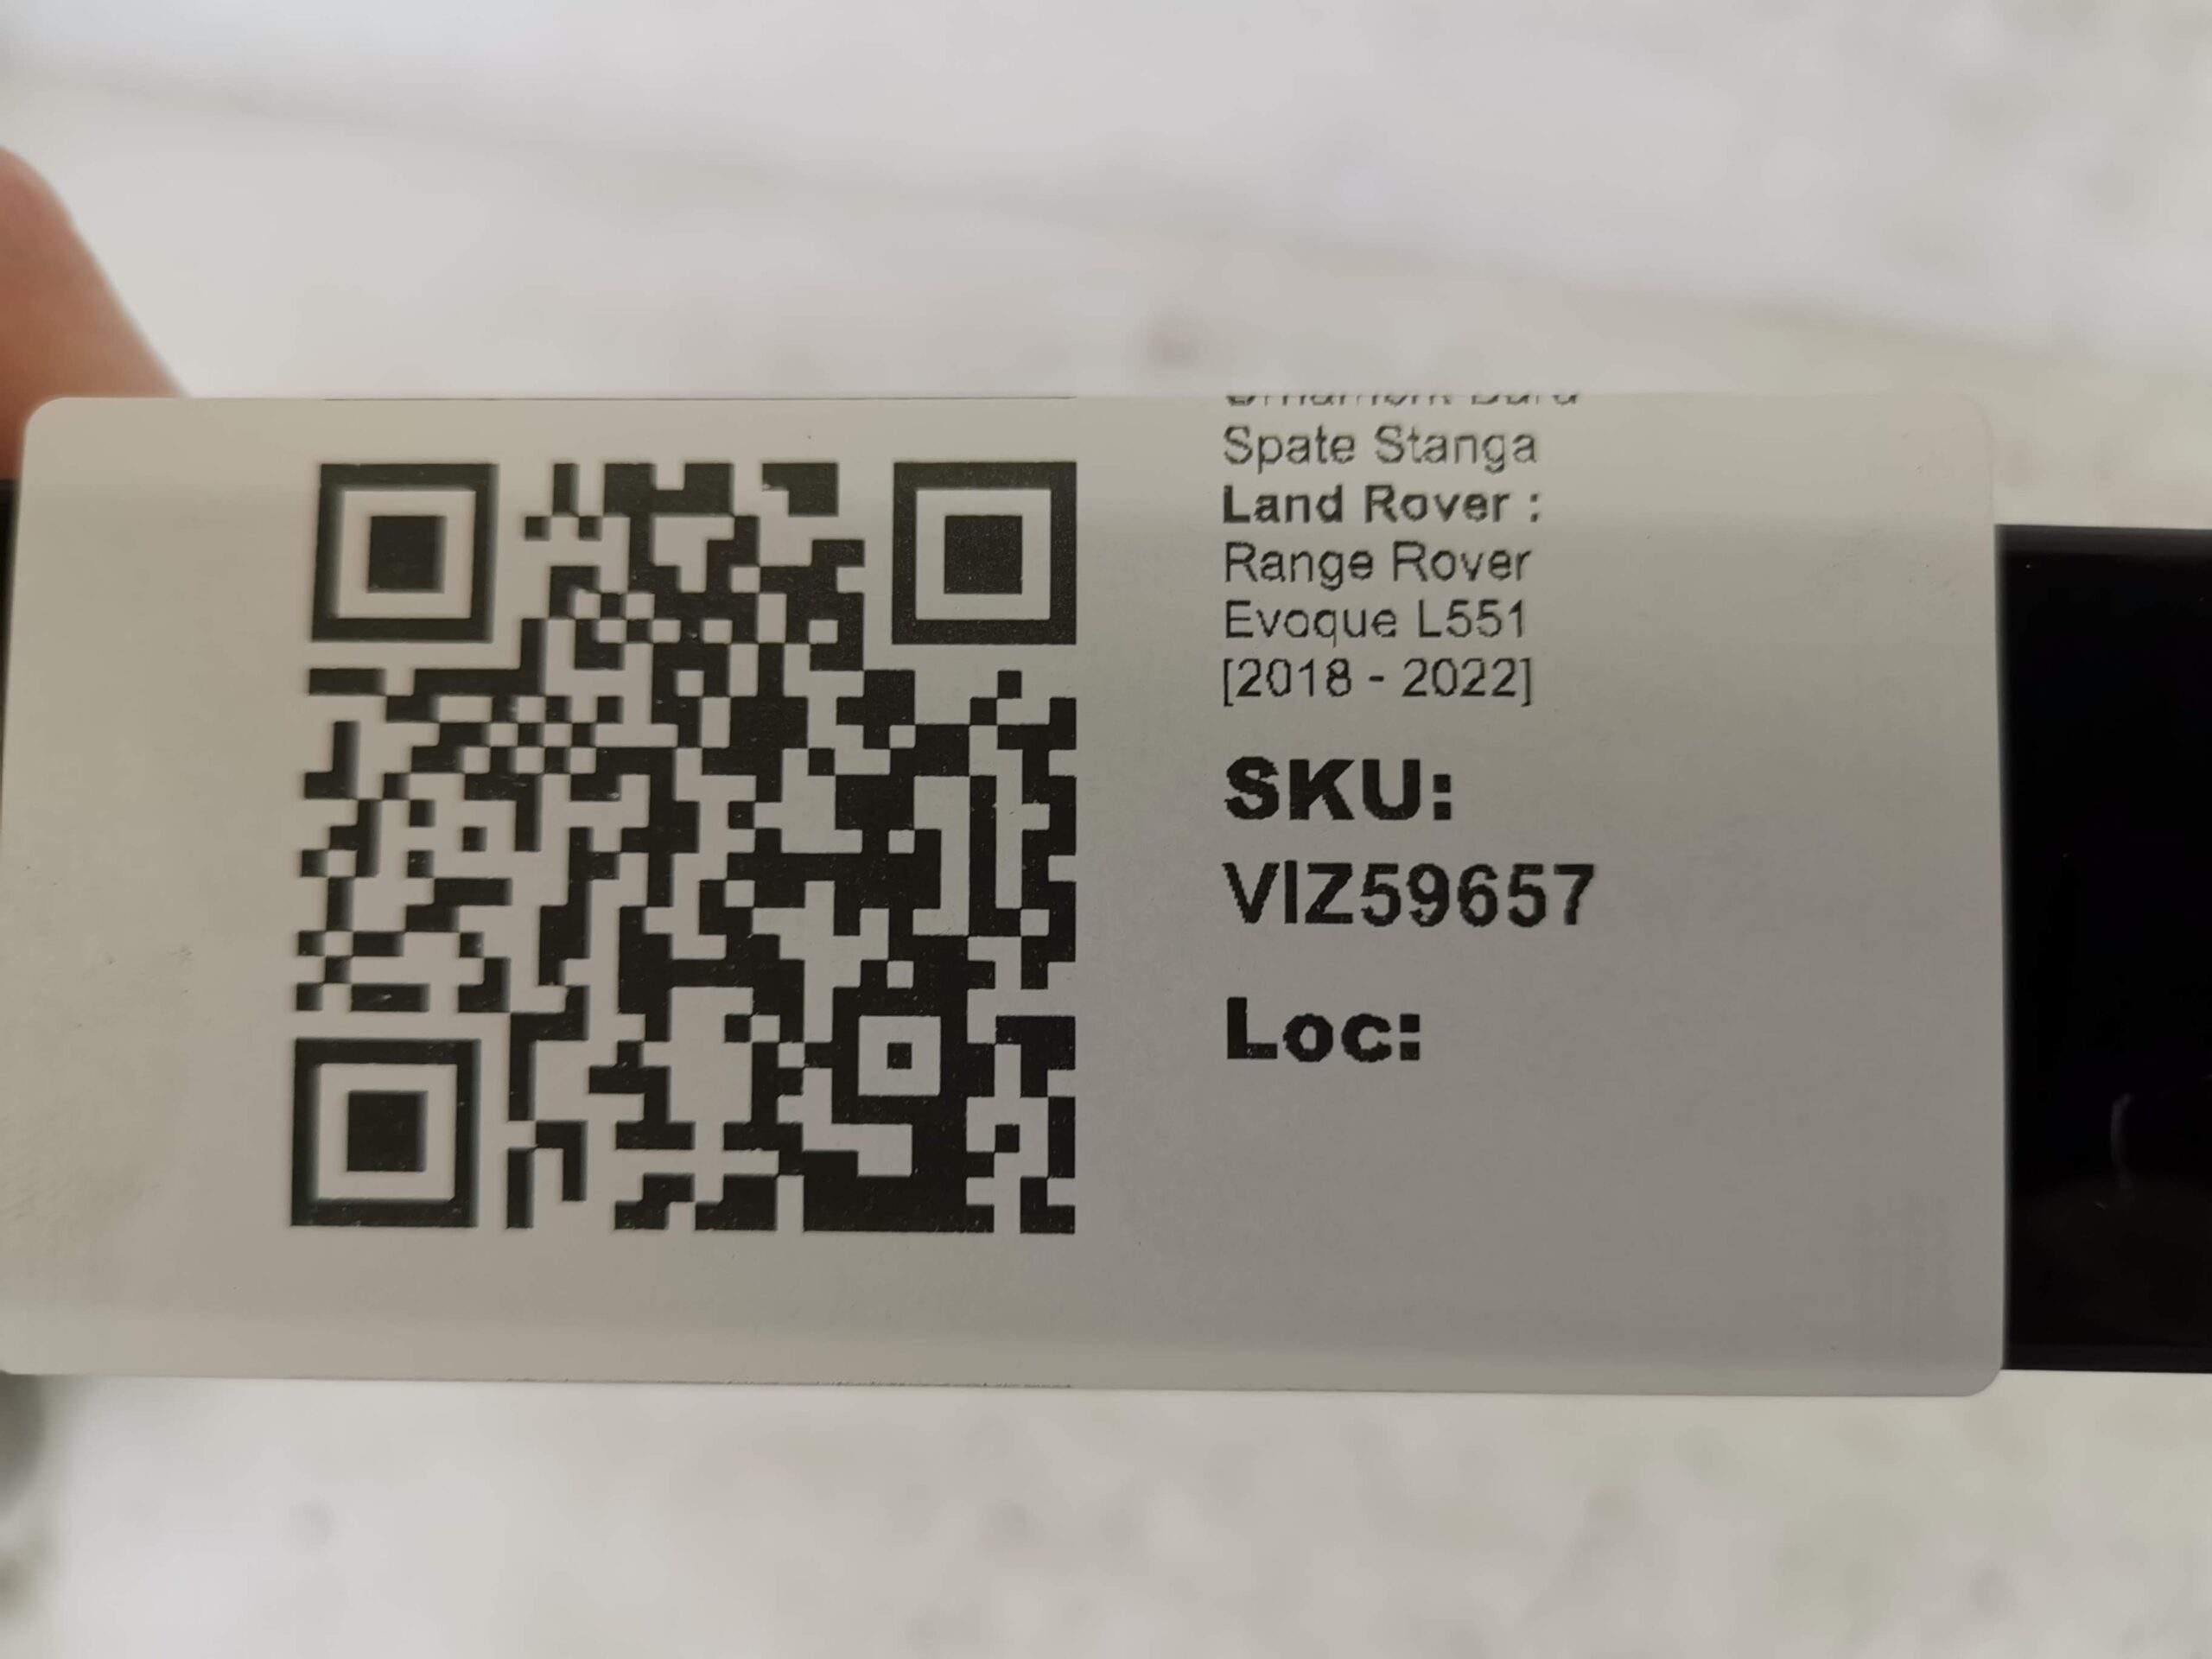 Spate Stanga
Land Rover :
Range Rover
Evoque L551
[2018 - 2022]
SKU:
VIZ59657
Loc: